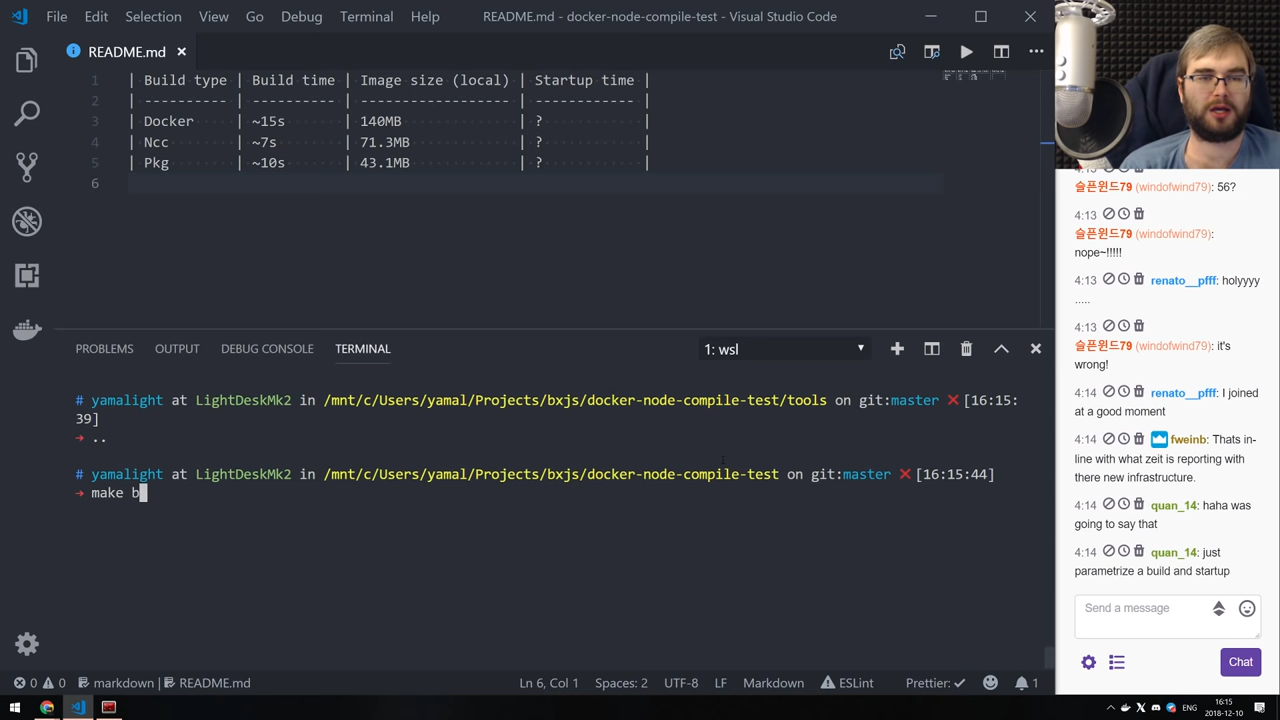 File Edit Selection View Go Debug Terminal Help README.md - docker-node-compile-test - Visual Studio Code
README.md
1 | Build type | Build time | Image size (local) | Startup time |
2 | ---------- | ---------- | ------------------ | ------------ |
3 | Docker | ~15s | 140MB | ? |
4 | Ncc | ~7s | 71.3MB | ? |
5 | Pkg | ~10s | 43.1MB | ? |
6
PROBLEMS OUTPUT DEBUG CONSOLE TERMINAL 1: wsl
# yamalight at LightDeskMk2 in /mnt/c/Users/yamal/Projects/bxjs/docker-node-compile-test/tools on git:master ❌ [16:15:
39]
➜ ..
# yamalight at LightDeskMk2 in /mnt/c/Users/yamal/Projects/bxjs/docker-node-compile-test on git:master ❌ [16:15:44]
➜ make b
0 0 markdown README.md Ln 6, Col 1 Spaces: 2 UTF-8 LF Markdown ESLint Prettier: ✓ 1
4:13
슬픈윈드79 (windofwind79): 56?
4:13
슬픈윈드79 (windofwind79):
nope~!!!!!
4:13 renato__pfff: holyyyy
.....
4:13
슬픈윈드79 (windofwind79): it's
wrong!
4:14 renato__pfff: I joined
at a good moment
4:14 fweinb: Thats in-
line with what zeit is reporting with
there new infrastructure.
4:14 quan_14: haha was
going to say that
4:14 quan_14: just
parametrize a build and startup
Send a message
Chat
ENG 16:15
2018-12-10